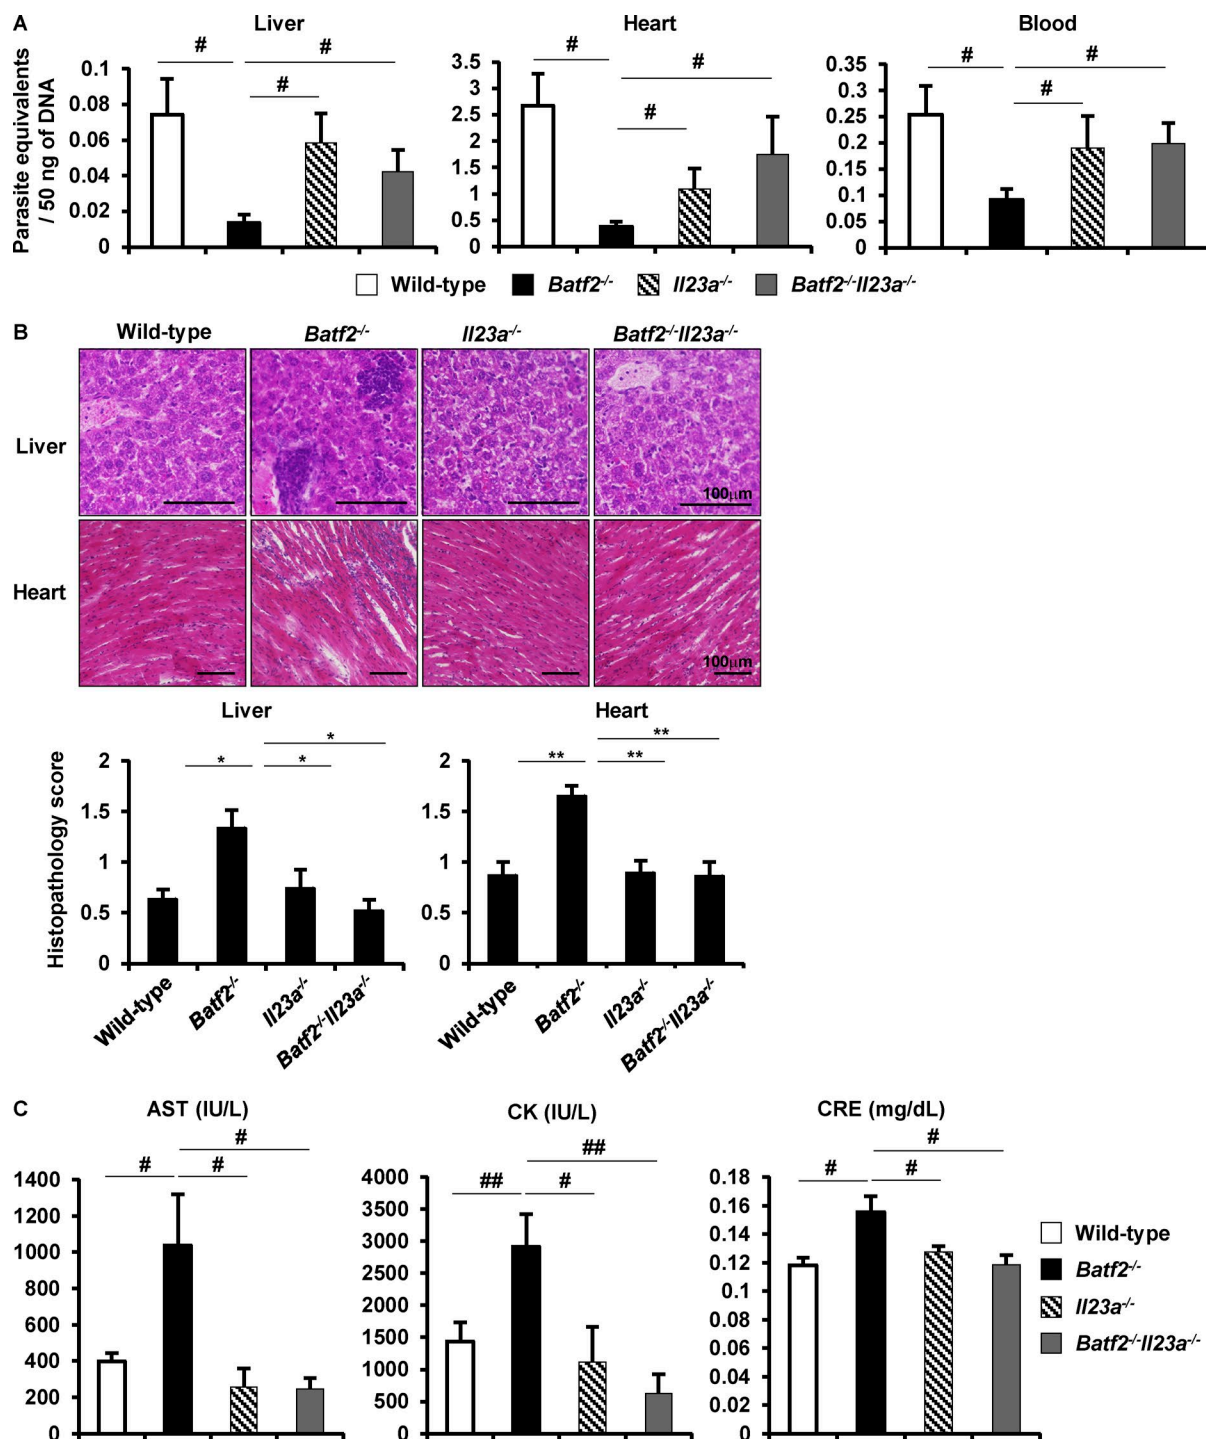 A
Liver
Heart
Blood
# # #
# # #
# # #
Parasite equivalents
/ 50 ng of DNA
0.1
0.08
0.06
0.04
0.02
0
3.5
3
2.5
2
1.5
1
0.5
0
0.35
0.3
0.25
0.2
0.15
0.1
0.05
0
Wild-type Batf2-/- Il23a-/- Batf2-/-Il23a-/-
B
Wild-type Batf2-/- Il23a-/- Batf2-/-Il23a-/-
Liver
100μm
Heart
100μm
Liver
Heart
* * *
** ** **
Histopathology score
2
1.5
1
0.5
0
2
1.5
1
0.5
0
Wild-type
Batf2-/-
Il23a-/-
Batf2-/-Il23a-/-
Wild-type
Batf2-/-
Il23a-/-
Batf2-/-Il23a-/-
C
AST (IU/L)
CK (IU/L)
CRE (mg/dL)
# # #
## # ##
# # #
1400
1200
1000
800
600
400
200
0
4000
3500
3000
2500
2000
1500
1000
500
0
0.18
0.16
0.14
0.12
0.1
0.08
0.06
0.04
0.02
0
Wild-type
Batf2-/-
Il23a-/-
Batf2-/-Il23a-/-